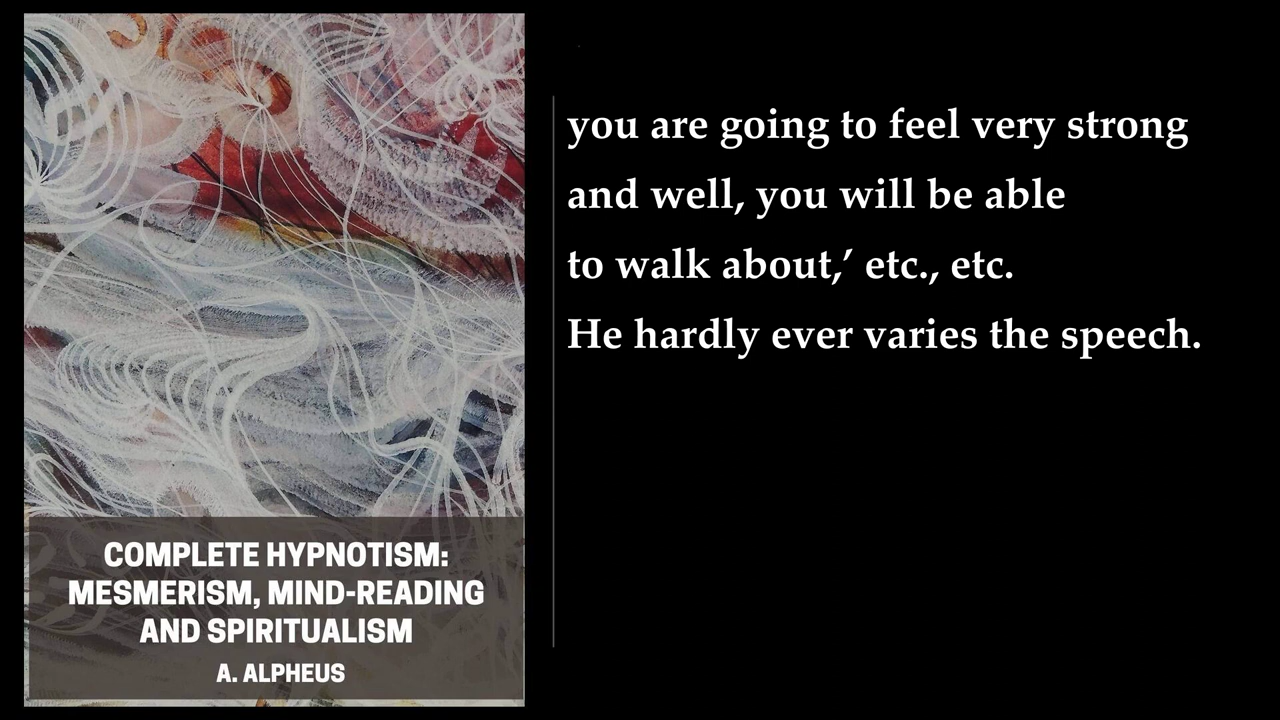 COMPLETE HYPNOTISM:
MESMERISM, MIND-READING
AND SPIRITUALISM
A. ALPHEUS
you are going to feel very strong
and well, you will be able
to walk about,’ etc., etc.
He hardly ever varies the speech.